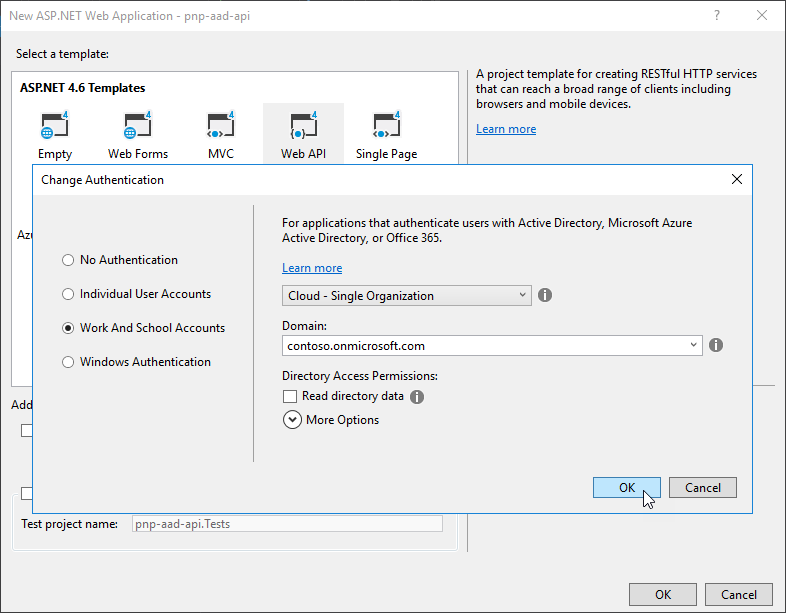 New ASP.NET Web Application - pnp-aad-api
Select a template:
ASP.NET 4.6 Templates
4 4 4 4 4
Empty Web Forms MVC Web API Single Page
A project template for creating RESTful HTTP services
that can reach a broad range of clients including
browsers and mobile devices.
Learn more
Change Authentication
No Authentication
Individual User Accounts
Work And School Accounts
Windows Authentication
For applications that authenticate users with Active Directory, Microsoft Azure
Active Directory, or Office 365.
Learn more
Cloud - Single Organization
Domain:
contoso.onmicrosoft.com
Directory Access Permissions:
Read directory data
More Options
OK Cancel
Add
Test project name: pnp-aad-api.Tests
OK Cancel